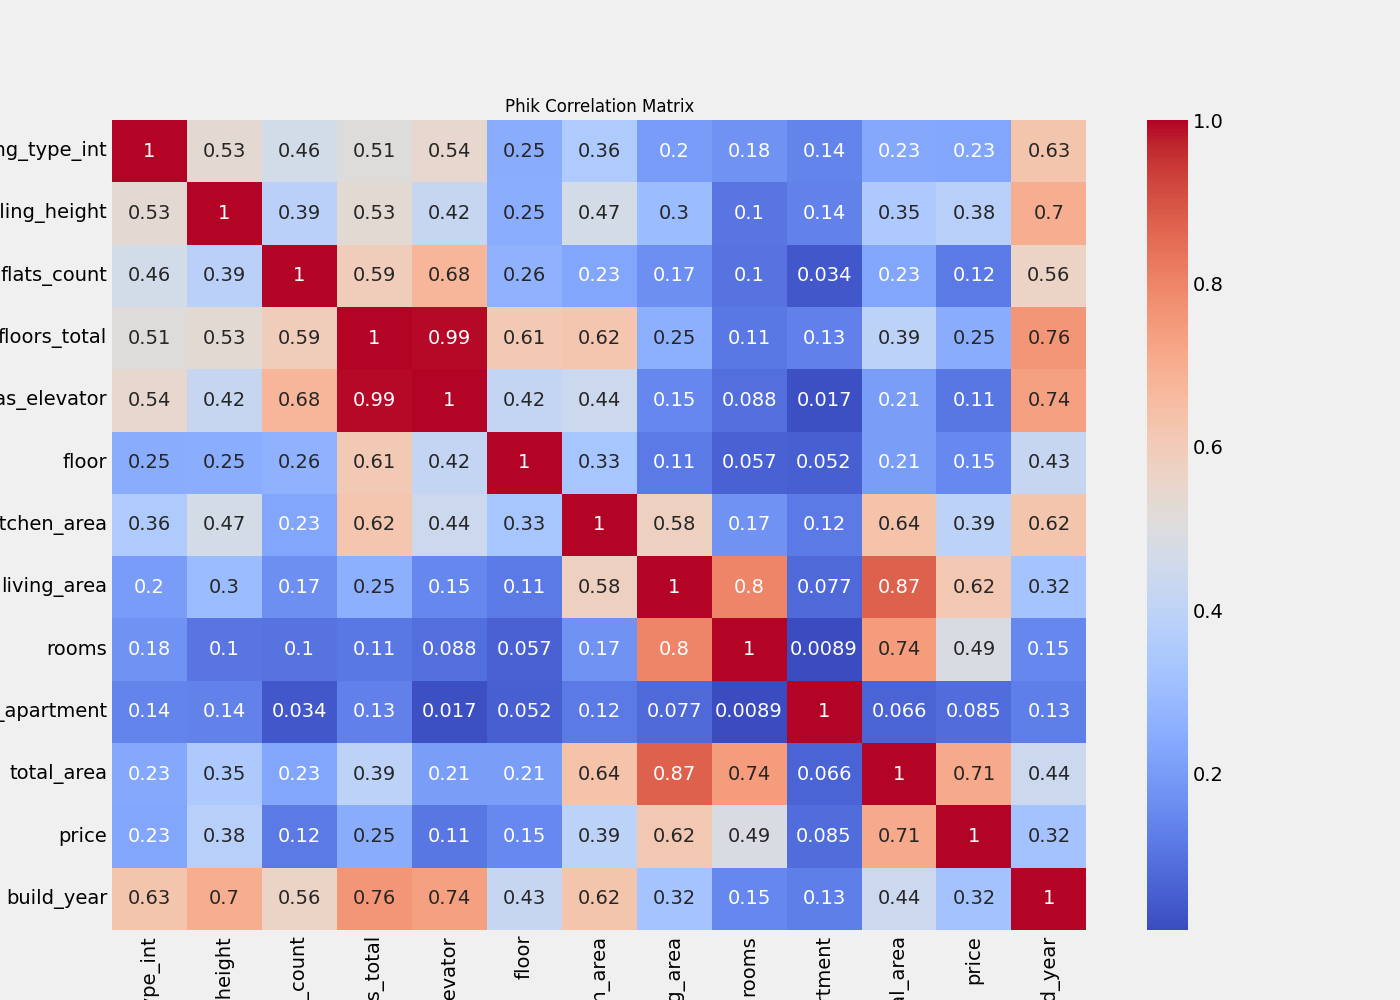 Phik Correlation Matrix
ng_type_int 1 0.53 0.46 0.51 0.54 0.25 0.36 0.2 0.18 0.14 0.23 0.23 0.63
ling_height 0.53 1 0.39 0.53 0.42 0.25 0.47 0.3 0.1 0.14 0.35 0.38 0.7
flats_count 0.46 0.39 1 0.59 0.68 0.26 0.23 0.17 0.1 0.034 0.23 0.12 0.56
floors_total 0.51 0.53 0.59 1 0.99 0.61 0.62 0.25 0.11 0.13 0.39 0.25 0.76
as_elevator 0.54 0.42 0.68 0.99 1 0.42 0.44 0.15 0.088 0.017 0.21 0.11 0.74
floor 0.25 0.25 0.26 0.61 0.42 1 0.33 0.11 0.057 0.052 0.21 0.15 0.43
tchen_area 0.36 0.47 0.23 0.62 0.44 0.33 1 0.58 0.17 0.12 0.64 0.39 0.62
living_area 0.2 0.3 0.17 0.25 0.15 0.11 0.58 1 0.8 0.077 0.87 0.62 0.32
rooms 0.18 0.1 0.1 0.11 0.088 0.057 0.17 0.8 1 0.0089 0.74 0.49 0.15
_apartment 0.14 0.14 0.034 0.13 0.017 0.052 0.12 0.077 0.0089 1 0.066 0.085 0.13
total_area 0.23 0.35 0.23 0.39 0.21 0.21 0.64 0.87 0.74 0.066 1 0.71 0.44
price 0.23 0.38 0.12 0.25 0.11 0.15 0.39 0.62 0.49 0.085 0.71 1 0.32
build_year 0.63 0.7 0.56 0.76 0.74 0.43 0.62 0.32 0.15 0.13 0.44 0.32 1
ype_int height _count s_total evator floor n_area g_area rooms rtment al_area price d_year
1.0
0.8
0.6
0.4
0.2